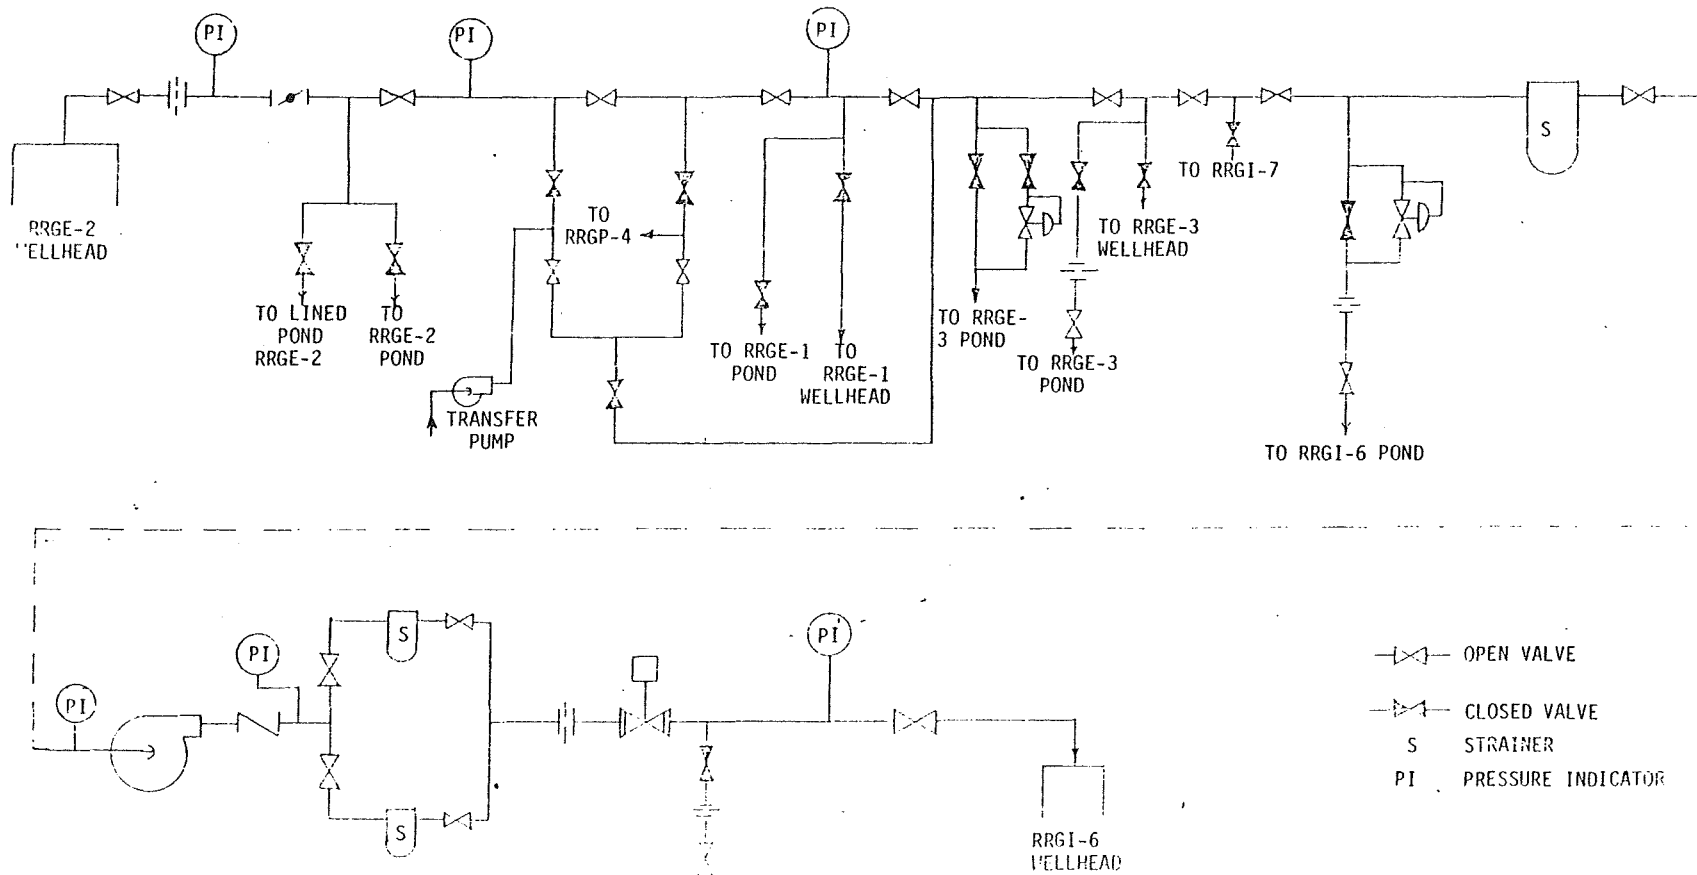 PI
PI
PI
S
RRGE-2
WELLHEAD
TO LINED
POND
RRGE-2
TO
RRGE-2
POND
TO
RRGP-4
TRANSFER
PUMP
TO RRGE-1
POND
TO
RRGE-1
WELLHEAD
TO RRGE-
3 POND
TO RRGE-3
POND
TO RRGE-3
WELLHEAD
TO RRGI-7
TO RRGI-6 POND
PI
PI
S
S
PI
RRGI-6
WELLHEAD
OPEN VALVE
CLOSED VALVE
S STRAINER
PI PRESSURE INDICATOR